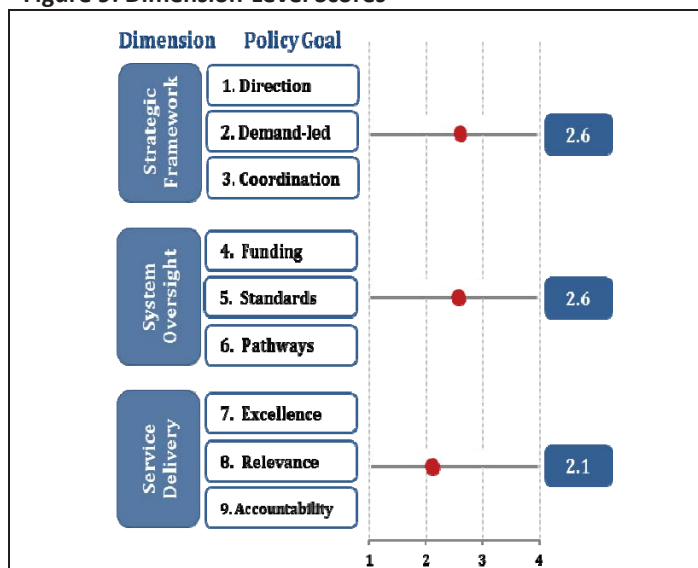 Figure 9: Dimension-Level Scores
Dimension Policy Goal
Strategic
Framework
1. Direction
2. Demand-led
3. Coordination
2.6
System
Oversight
4. Funding
5. Standards
6. Pathways
2.6
Service
Delivery
7. Excellence
8. Relevance
9. Accountability
2.1
1 2 3 4